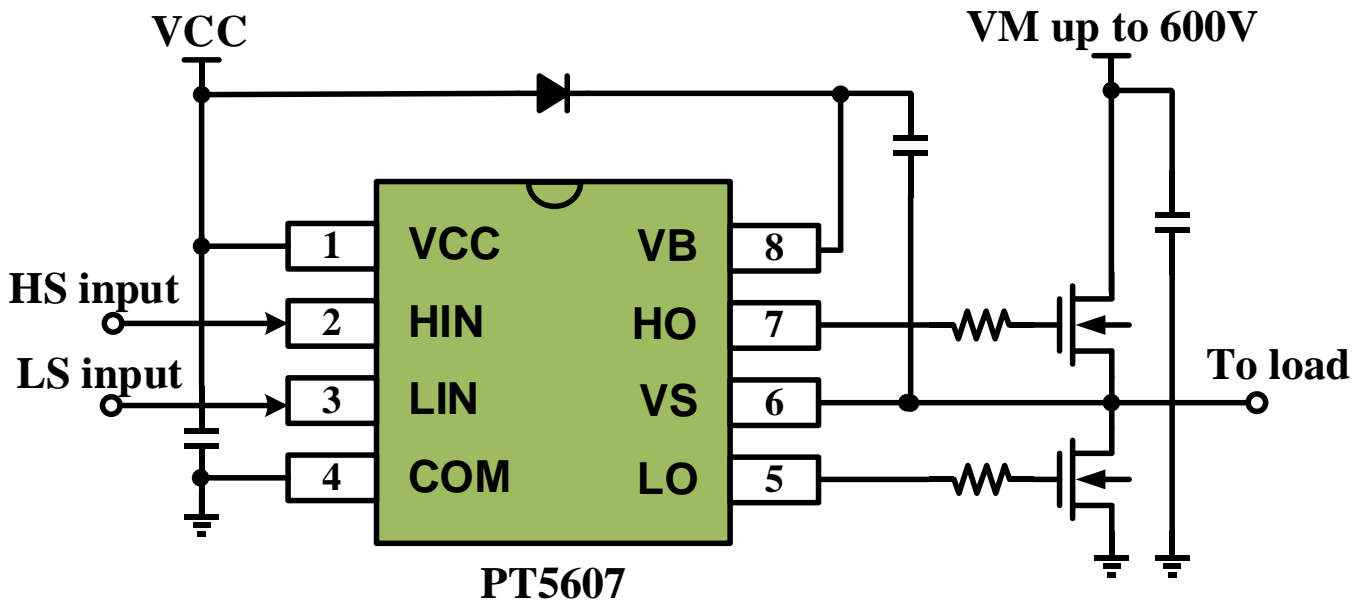 VCC
VM up to 600V
1 VCC VB 8
HS input
2 HIN HO 7
LS input
To load
3 LIN VS 6
4 COM LO 5
PT5607